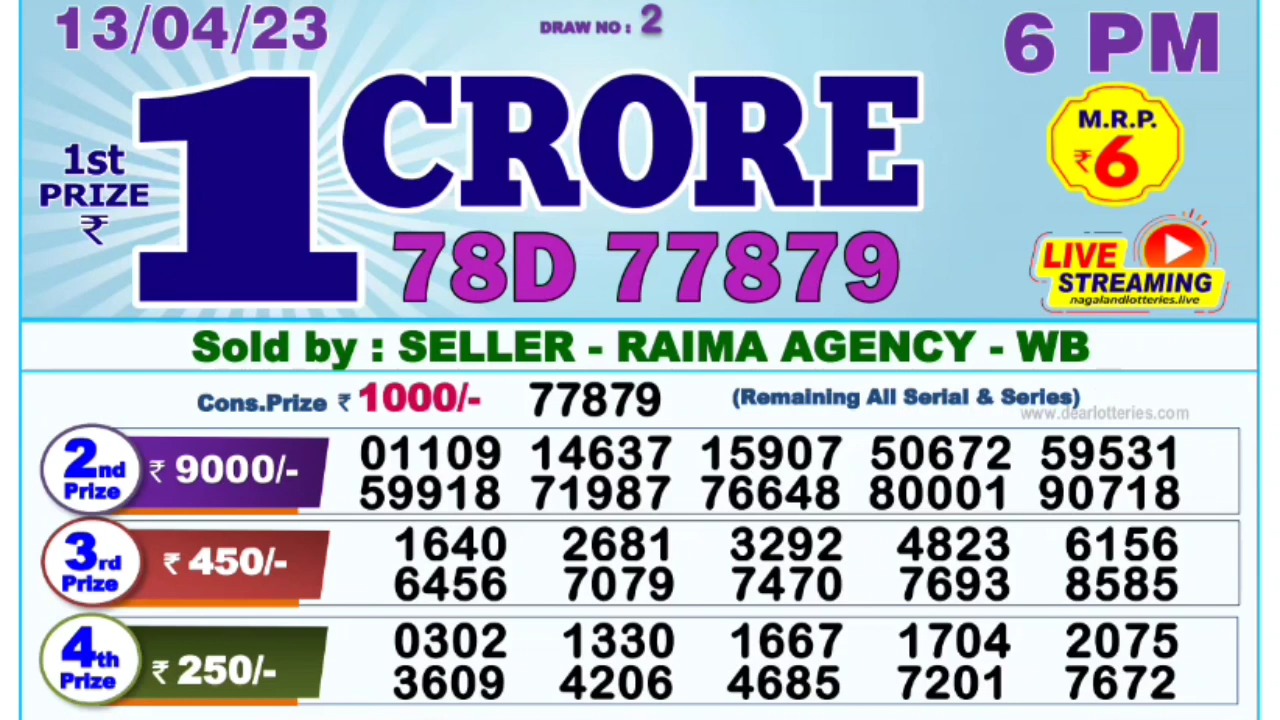 13/04/23
DRAW NO : 2
6 PM
1st
PRIZE
₹
1 CRORE
M.R.P.
₹6
78D 77879
LIVE
STREAMING
nagalandlotteries.live
Sold by : SELLER - RAIMA AGENCY - WB
Cons.Prize ₹ 1000/- 77879 (Remaining All Serial & Series)
www.dearlotteries.com
2nd Prize ₹ 9000/-
01109 14637 15907 50672 59531
59918 71987 76648 80001 90718
3rd Prize ₹ 450/-
1640 2681 3292 4823 6156
6456 7079 7470 7693 8585
4th Prize ₹ 250/-
0302 1330 1667 1704 2075
3609 4206 4685 7201 7672